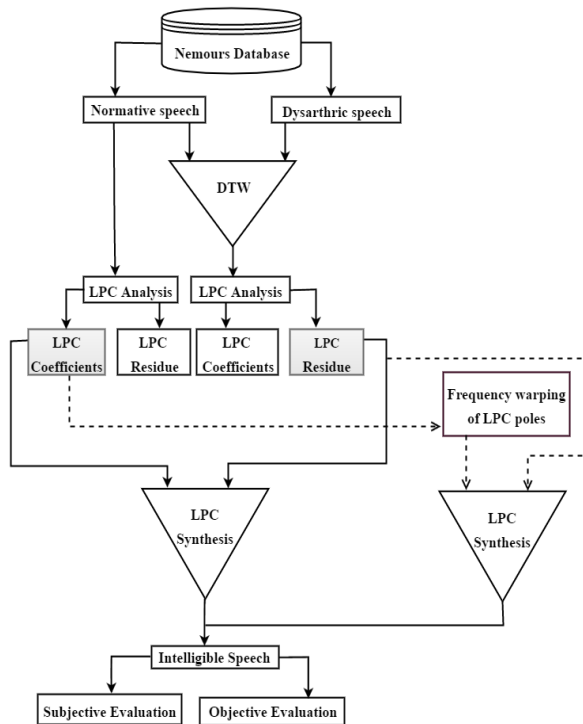 Nemours Database
Normative speech
Dysarthric speech
DTW
LPC Analysis
LPC Analysis
LPC
Coefficients
LPC
Residue
LPC
Coefficients
LPC
Residue
Frequency warping
of LPC poles
LPC
Synthesis
LPC
Synthesis
Intelligible Speech
Subjective Evaluation
Objective Evaluation